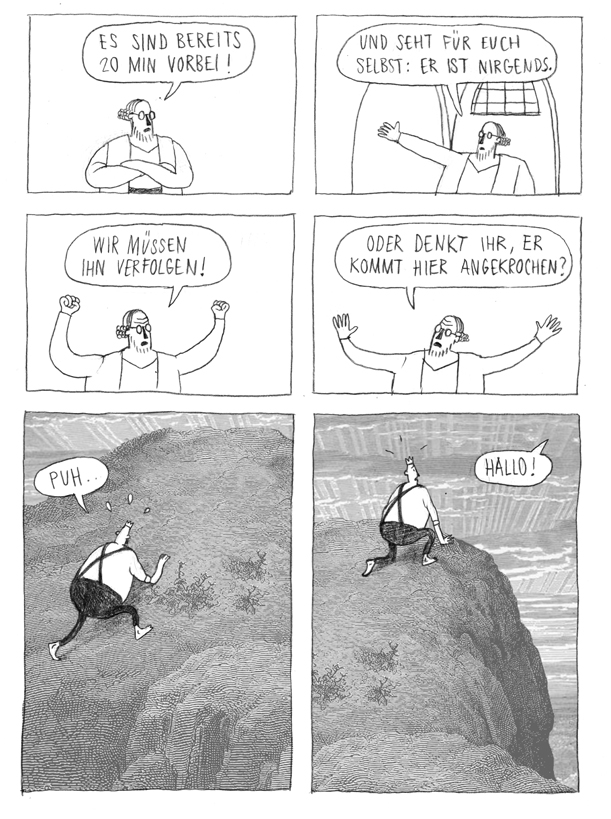 ES SIND BEREITS
20 MIN VORBEI!
UND SEHT FÜR EUCH
SELBST: ER IST NIRGENDS.
WIR MÜSSEN
IHN VERFOLGEN!
ODER DENKT IHR, ER
KOMMT HIER ANGEKROCHEN?
PUH..
HALLO!